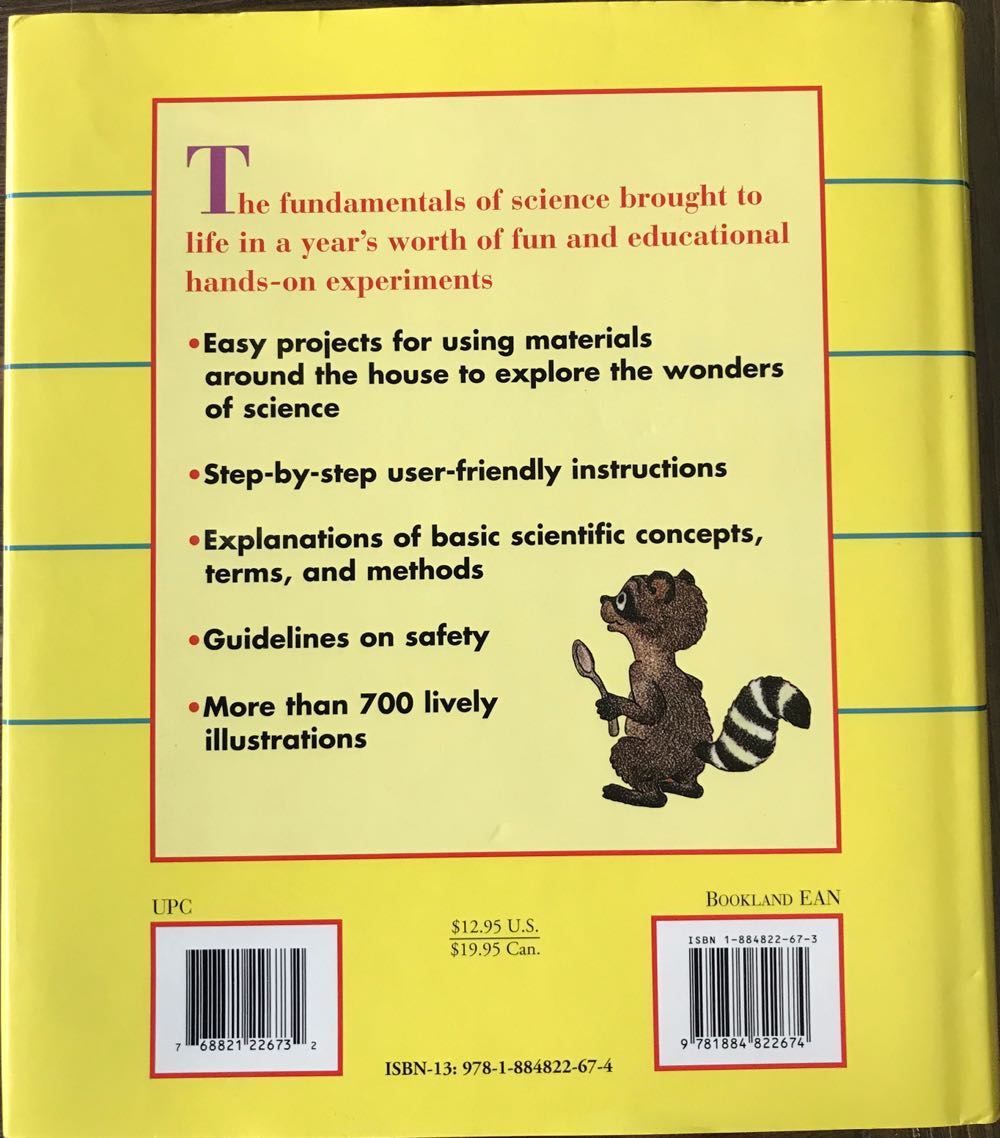 The fundamentals of science brought to
life in a year's worth of fun and educational
hands-on experiments
•Easy projects for using materials
around the house to explore the wonders
of science
•Step-by-step user-friendly instructions
•Explanations of basic scientific concepts,
terms, and methods
•Guidelines on safety
•More than 700 lively
illustrations
UPC
7 68821 22673 2
$12.95 U.S.
$19.95 Can.
ISBN-13: 978-1-884822-67-4
BOOKLAND EAN
ISBN 1-884822-67-3
9 781884 822674